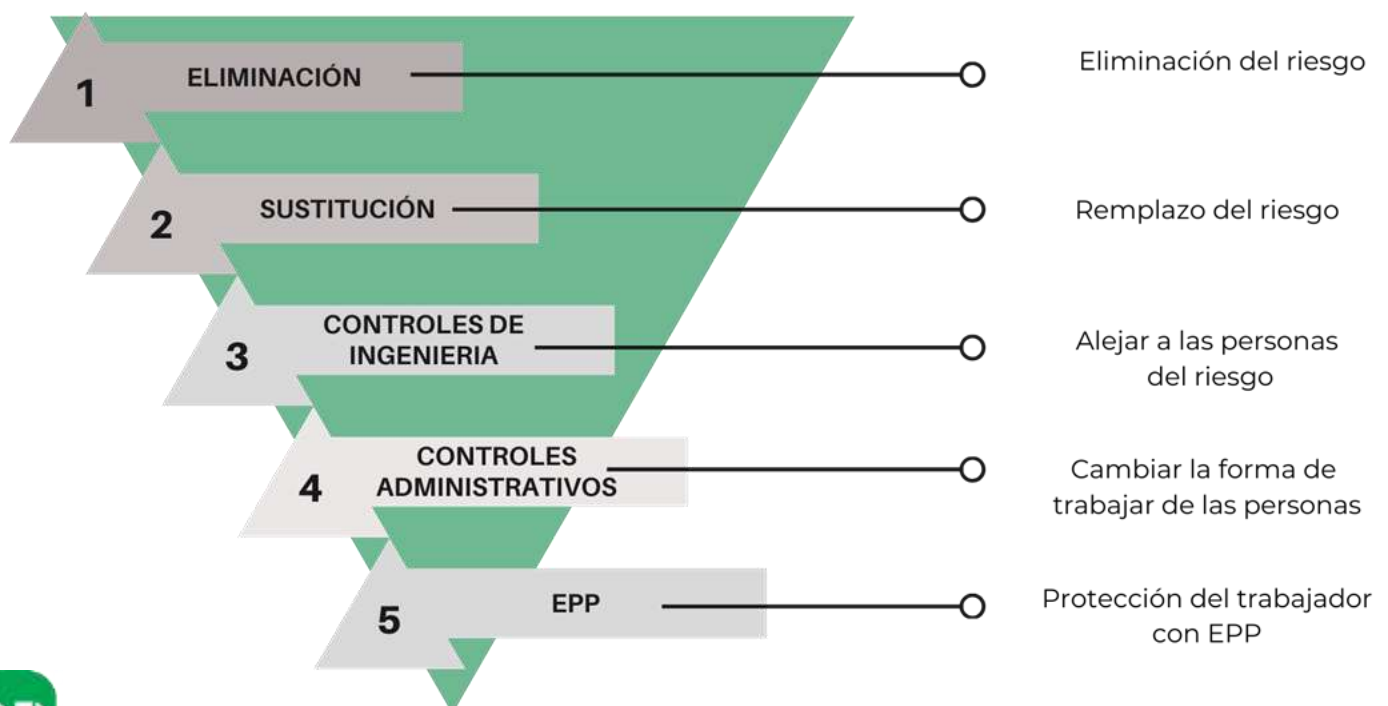 1
ELIMINACIÓN
Eliminación del riesgo
2
SUSTITUCIÓN
Remplazo del riesgo
3
CONTROLES DE
INGENIERIA
Alejar a las personas
del riesgo
4
CONTROLES
ADMINISTRATIVOS
Cambiar la forma de
trabajar de las personas
5
EPP
Protección del trabajador
con EPP